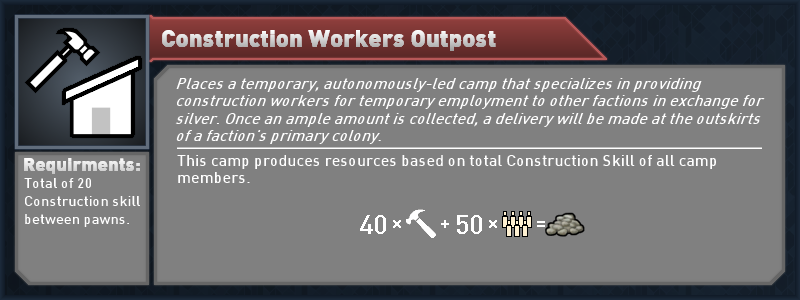 Construction Workers Outpost
Places a temporary, autonomously-led camp that specializes in providing
construction workers for temporary employment to other factions in exchange for
silver. Once an ample amount is collected, a delivery will be made at the outskirts
of a faction's primary colony.
This camp produces resources based on total Construction Skill of all camp
members.
40 × + 50 × =
Requirments:
Total of 20
Construction skill
between pawns.